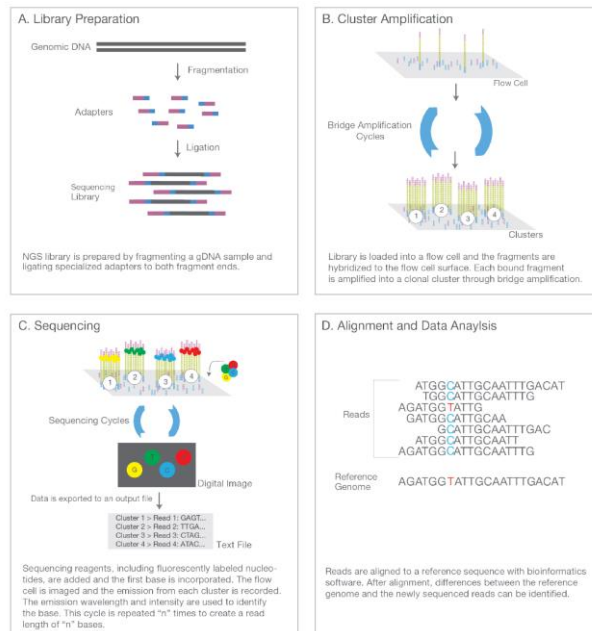 A. Library Preparation
Genomic DNA
Fragmentation
Adapters
Ligation
Sequencing
Library
NGS library is prepared by fragmenting a gDNA sample and
ligating specialized adapters to both fragment ends.
B. Cluster Amplification
Flow Cell
Bridge Amplification
Cycles
1
2
3
4
Clusters
Library is loaded into a flow cell and the fragments are
hybridized to the flow cell surface. Each bound fragment
is amplified into a clonal cluster through bridge amplification.
C. Sequencing
1
2
3
4
G
Sequencing Cycles
G
T
C
A
Digital Image
Data is exported to an output file
Cluster 1 > Read 1: GAGT...
Cluster 2 > Read 2: TTGA...
Cluster 3 > Read 3: CTAG...
Cluster 4 > Read 4: ATAC...
Text File
Sequencing reagents, including fluorescently labeled nucleo-
tides, are added and the first base is incorporated. The flow
cell is imaged and the emission from each cluster is recorded.
The emission wavelength and intensity are used to identify
the base. This cycle is repeated “n” times to create a read
length of “n” bases.
D. Alignment and Data Anaylsis
Reads
ATGGCATTGCAATTTGACAT
TGGCATTGCAATTTG
AGATGGTATTG
GATGGCATTGCAA
GCATTGCAATTTGAC
ATGGCATTGCAATT
AGATGGCATTGCAATTTG
Reference
Genome
AGATGGTATTGCAATTTGACAT
Reads are aligned to a reference sequence with bioinformatics
software. After alignment, differences between the reference
genome and the newly sequenced reads can be identified.